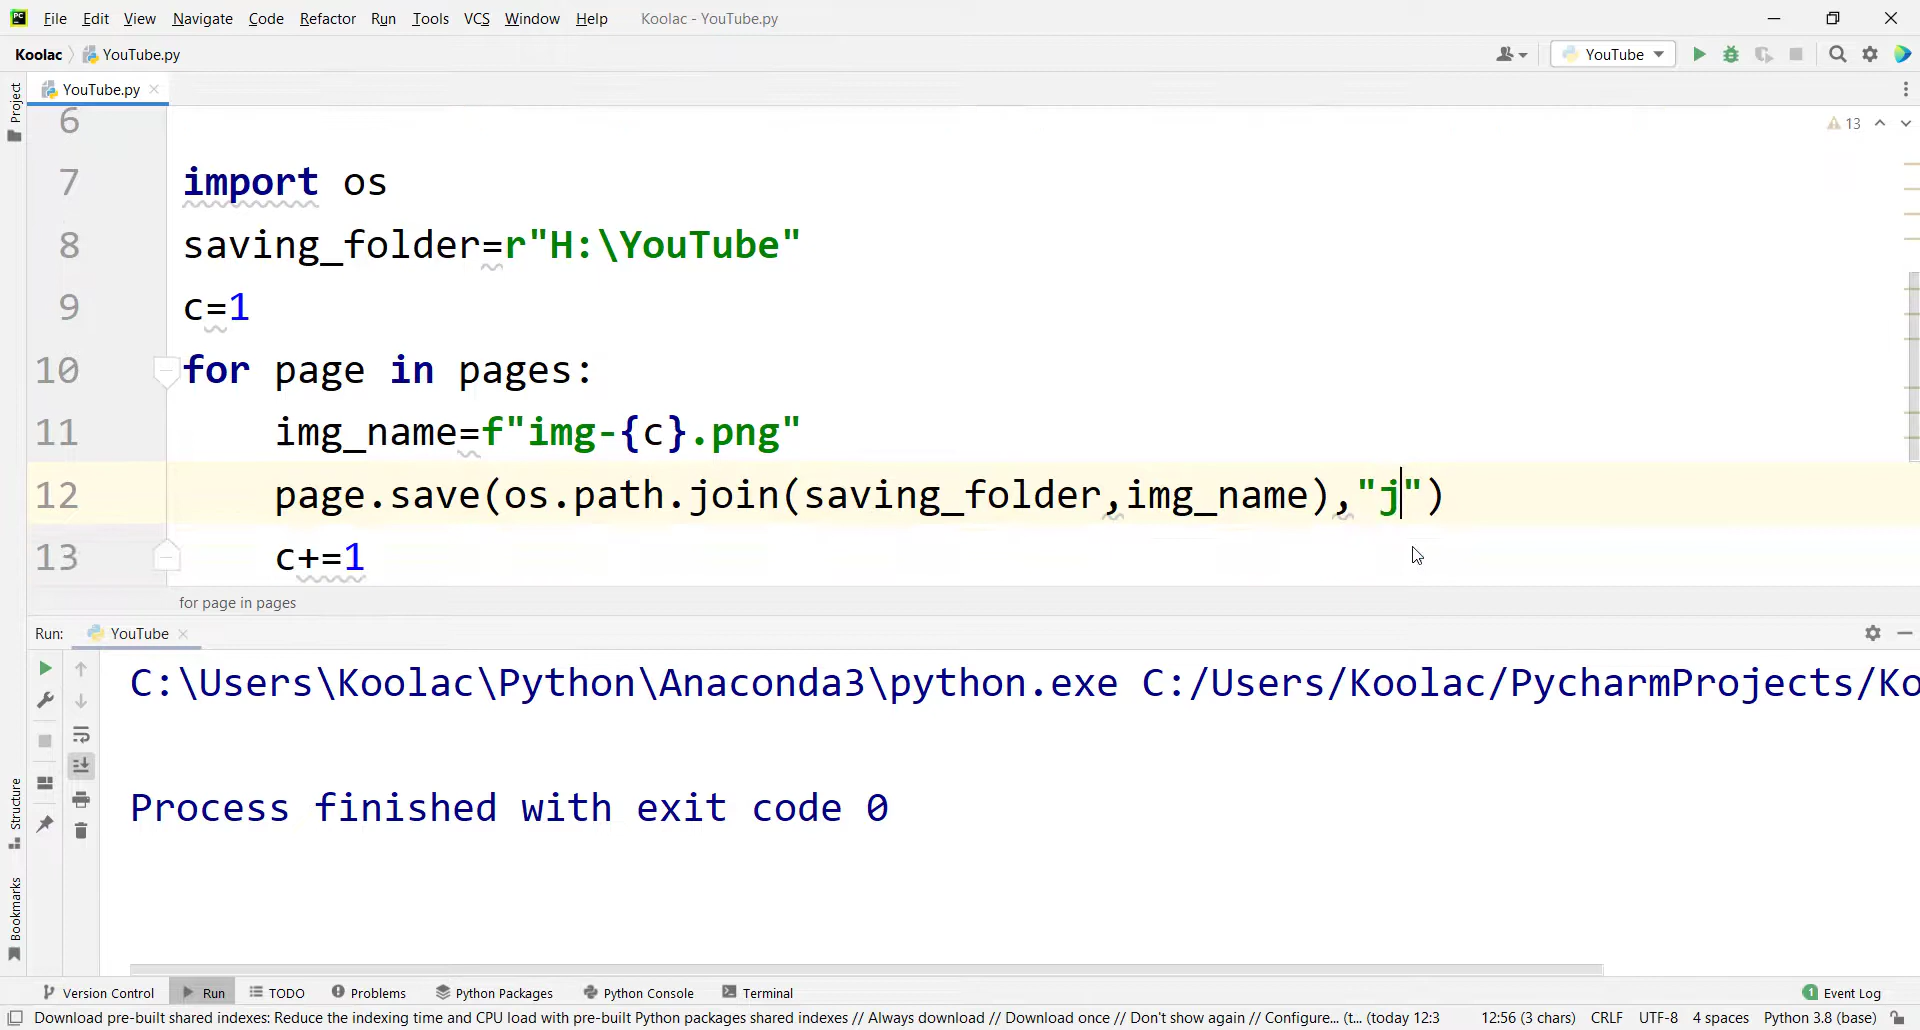 PC File Edit View Navigate Code Refactor Run Tools VCS Window Help Koolac - YouTube.py
Koolac YouTube.py YouTube
Project
YouTube.py
13
6
7 import os
8 saving_folder=r"H:\YouTube"
9 c=1
10 for page in pages:
11 img_name=f"img-{c}.png"
12 page.save(os.path.join(saving_folder,img_name),"j")
13 c+=1
for page in pages
Run: YouTube
C:\Users\Koolac\Python\Anaconda3\python.exe C:/Users/Koolac/PycharmProjects/Ko
Process finished with exit code 0
Structure
Bookmarks
Version Control Run TODO Problems Python Packages Python Console Terminal 1 Event Log
Download pre-built shared indexes: Reduce the indexing time and CPU load with pre-built Python packages shared indexes // Always download // Download once // Don't show again // Configure... (t... (today 12:3 12:56 (3 chars) CRLF UTF-8 4 spaces Python 3.8 (base)